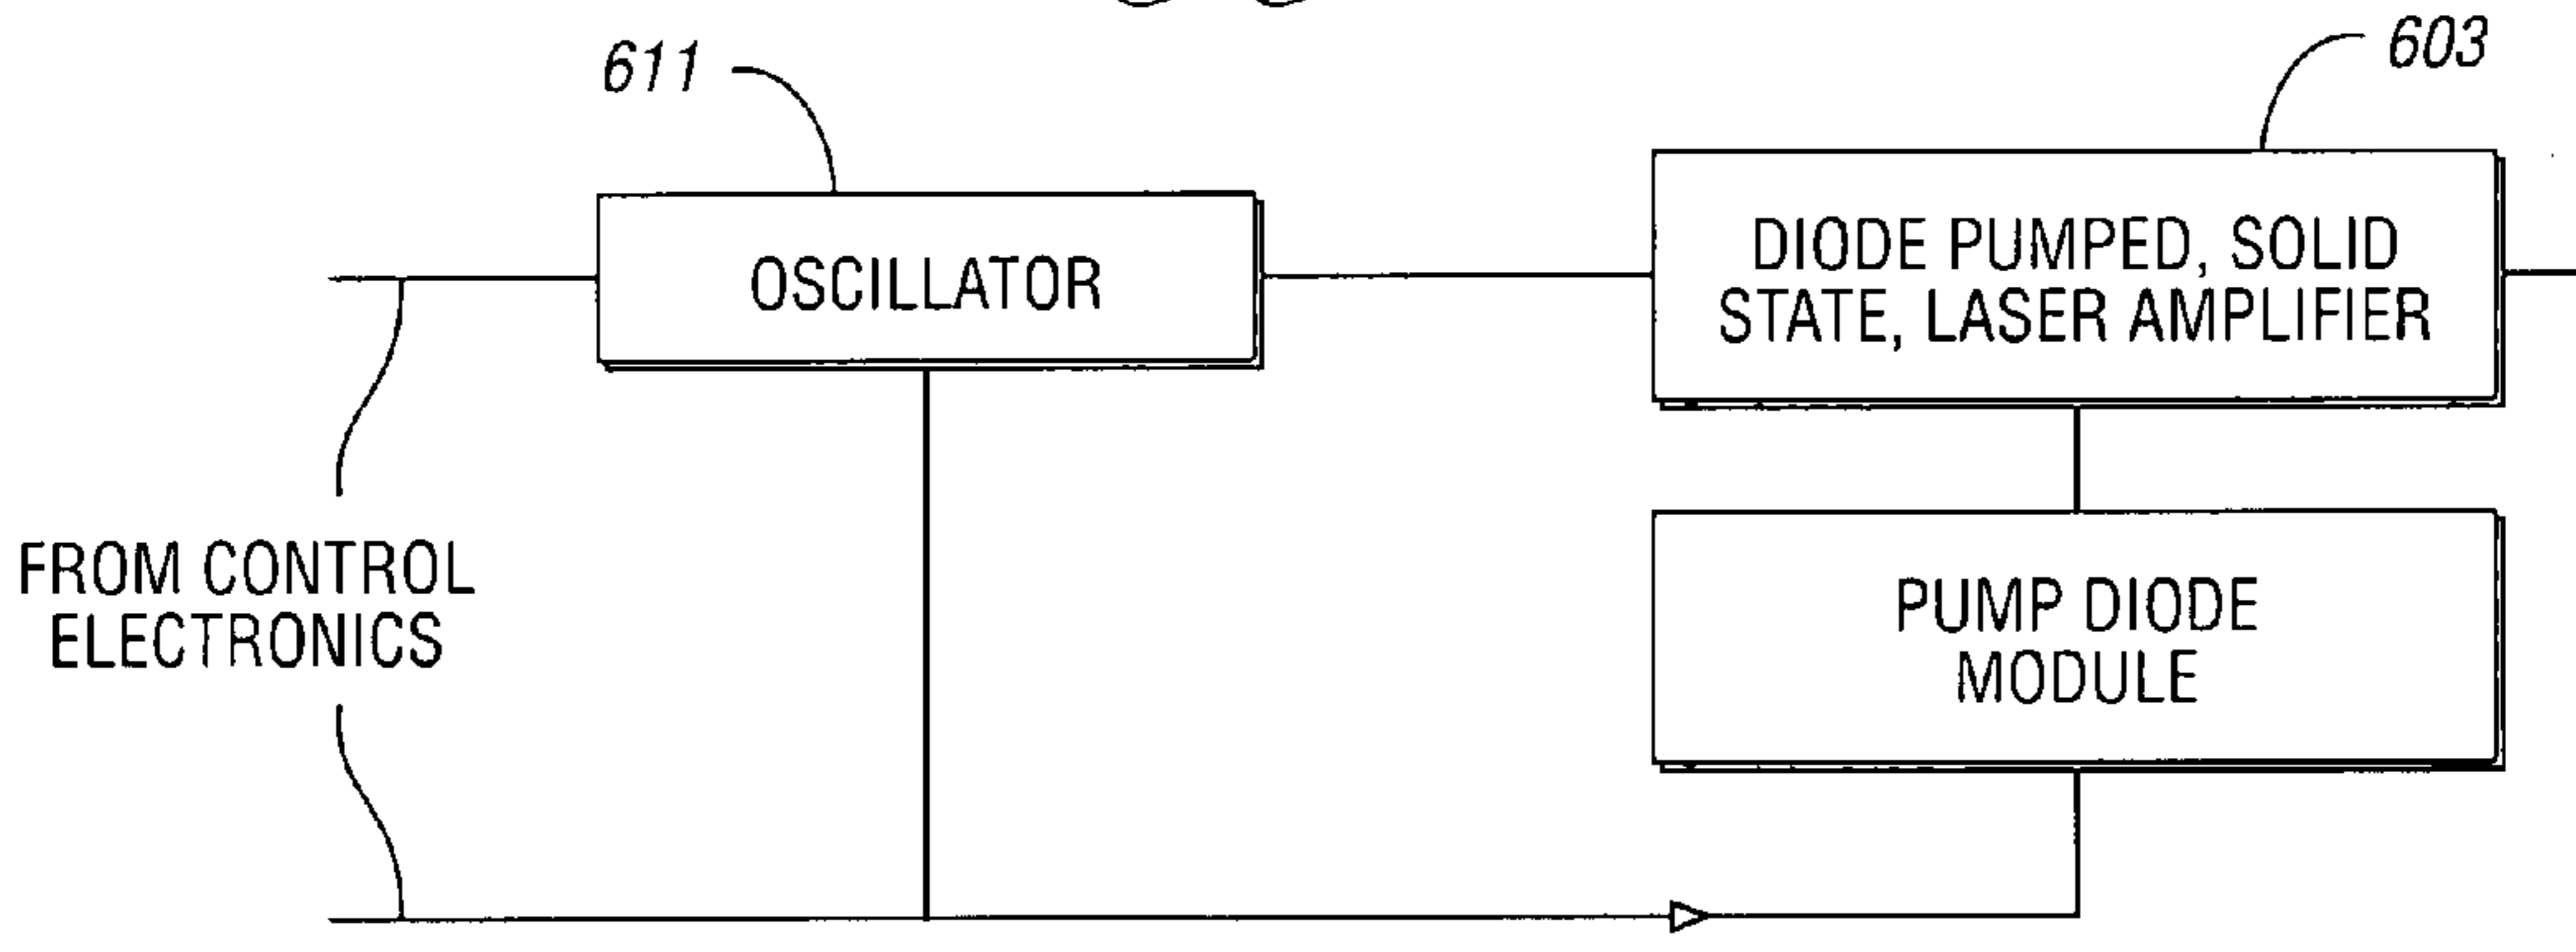 611
603
OSCILLATOR
DIODE PUMPED, SOLID
STATE, LASER AMPLIFIER
FROM CONTROL
ELECTRONICS
PUMP DIODE
MODULE